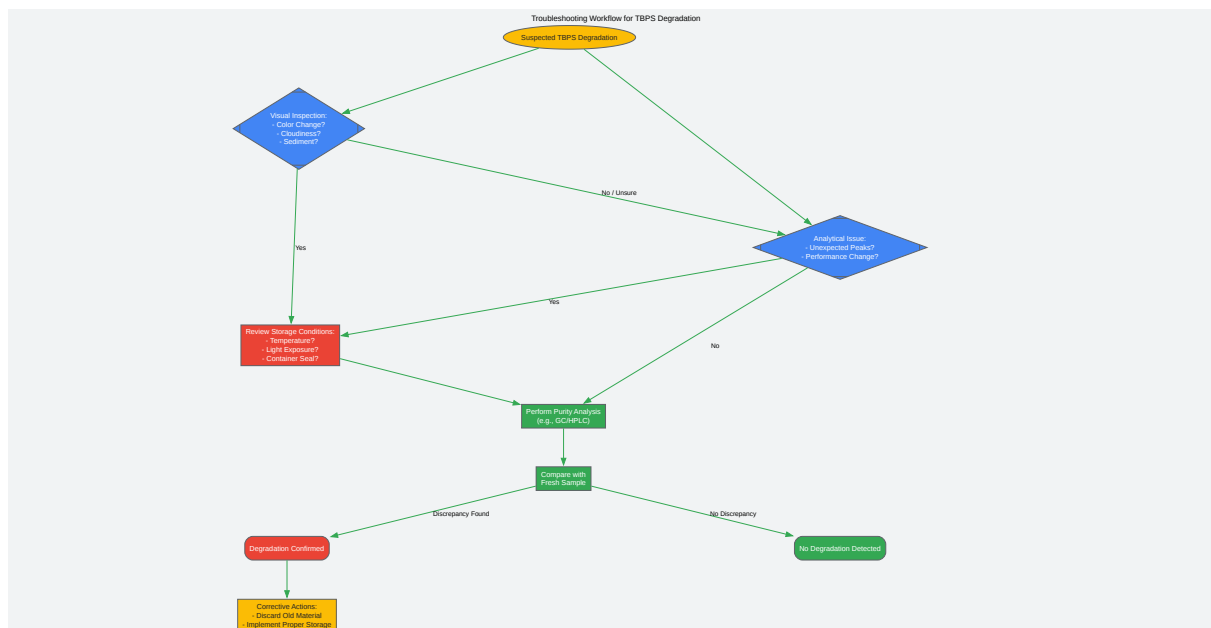 Troubleshooting Workflow for TBPS Degradation
Suspected TBPS Degradation
Visual Inspection:
- Color Change?
- Cloudiness?
- Sediment?
No / Unsure
Analytical Issue:
- Unexpected Peaks?
- Performance Change?
Yes
Yes
Review Storage Conditions:
- Temperature?
- Light Exposure?
- Container Seal?
No
Perform Purity Analysis
(e.g., GC/HPLC)
Compare with
Fresh Sample
Discrepancy Found
No Discrepancy
Degradation Confirmed
No Degradation Detected
Corrective Actions:
- Discard Old Material
- Implement Proper Storage